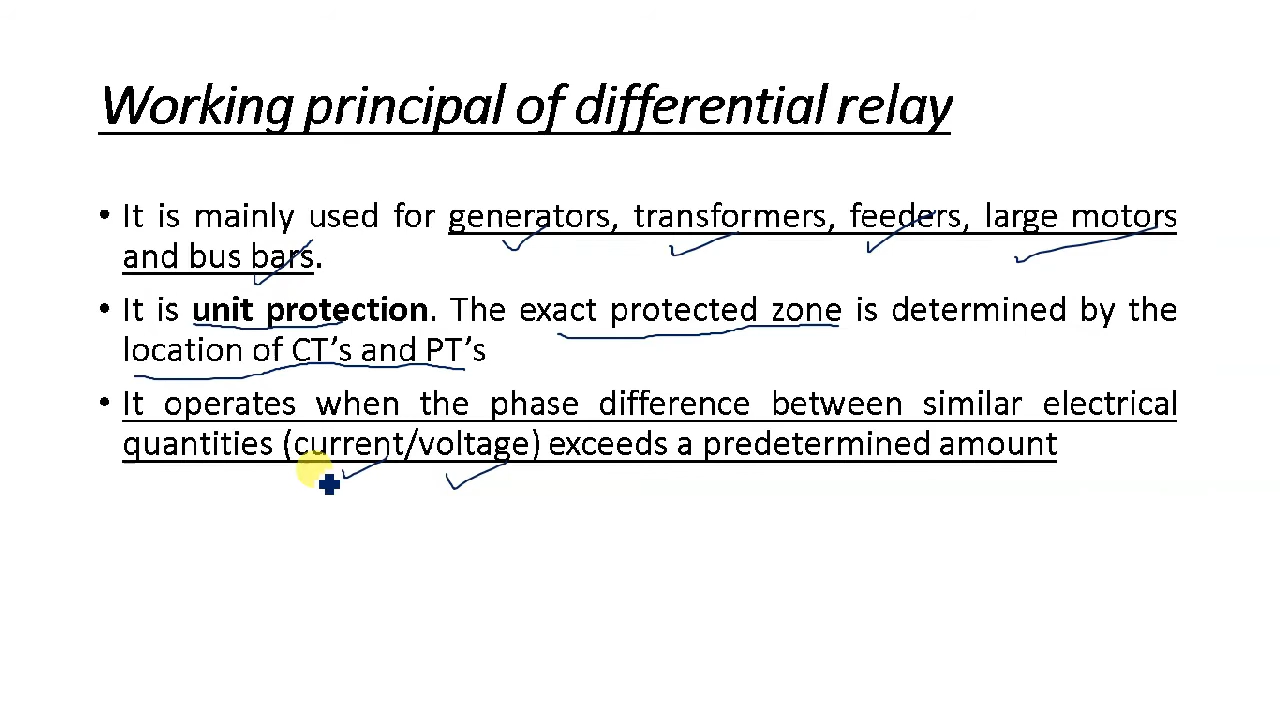 Working principal of differential relay
• It is mainly used for generators, transformers, feeders, large motors
and bus bars.
• It is unit protection. The exact protected zone is determined by the
location of CT’s and PT’s
• It operates when the phase difference between similar electrical
quantities (current/voltage) exceeds a predetermined amount